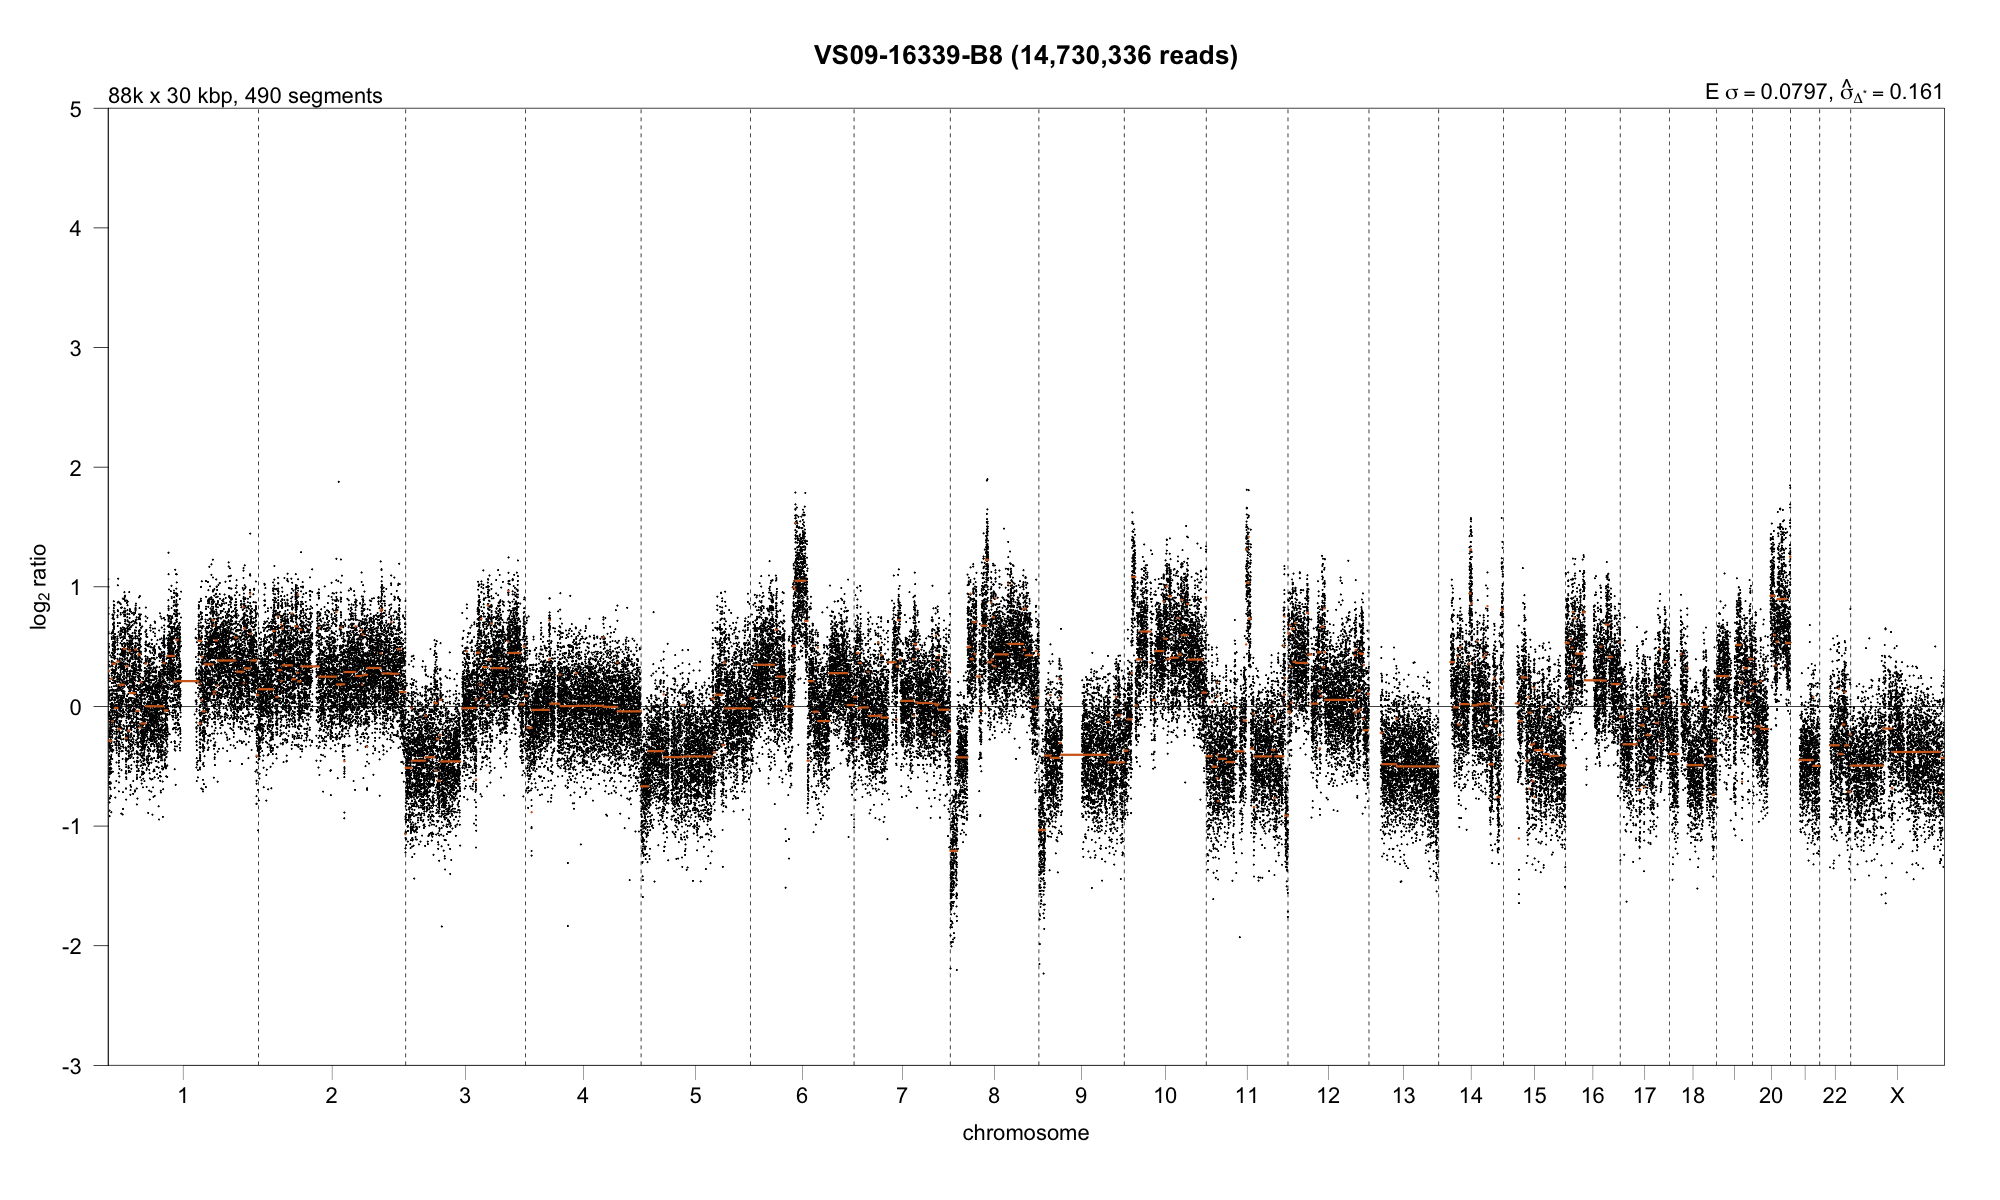 VS09-16339-B8 (14,730,336 reads)
88k x 30 kbp, 490 segments
E σ = 0.0797, σ̂Δ* = 0.161
5
4
3
2
1
0
-1
-2
-3
log2 ratio
1 2 3 4 5 6 7 8 9 10 11 12 13 14 15 16 17 18 20 22 X
chromosome